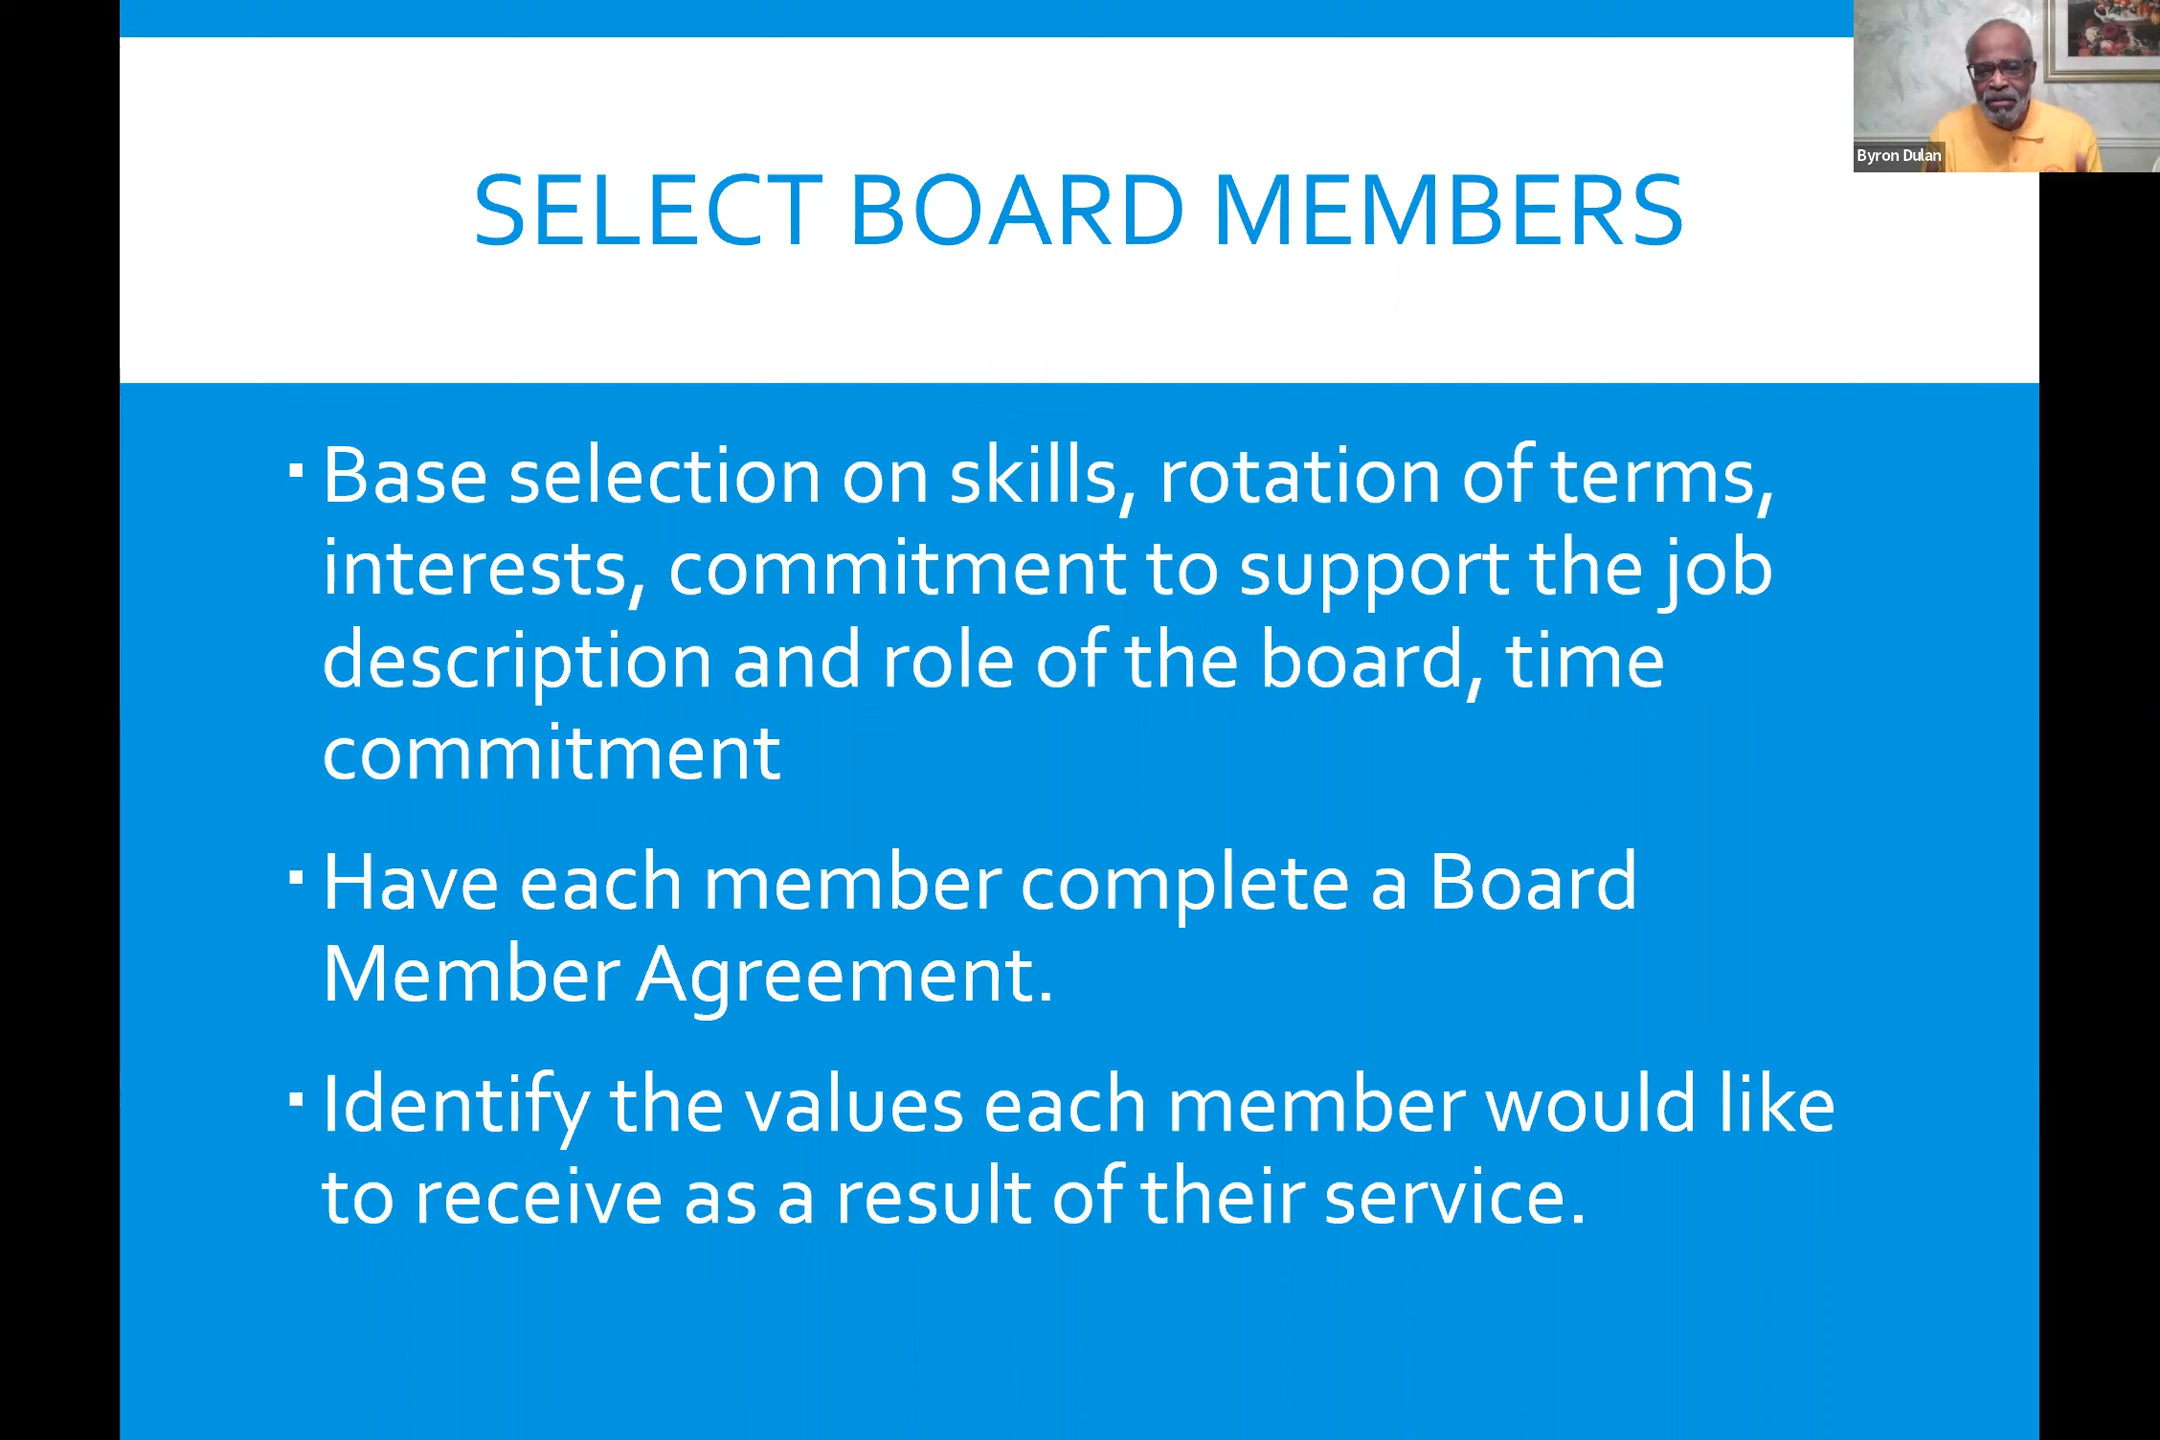 SELECT BOARD MEMBERS
Byron Dulan
▪ Base selection on skills, rotation of terms,
interests, commitment to support the job
description and role of the board, time
commitment
▪ Have each member complete a Board
Member Agreement.
▪ Identify the values each member would like
to receive as a result of their service.